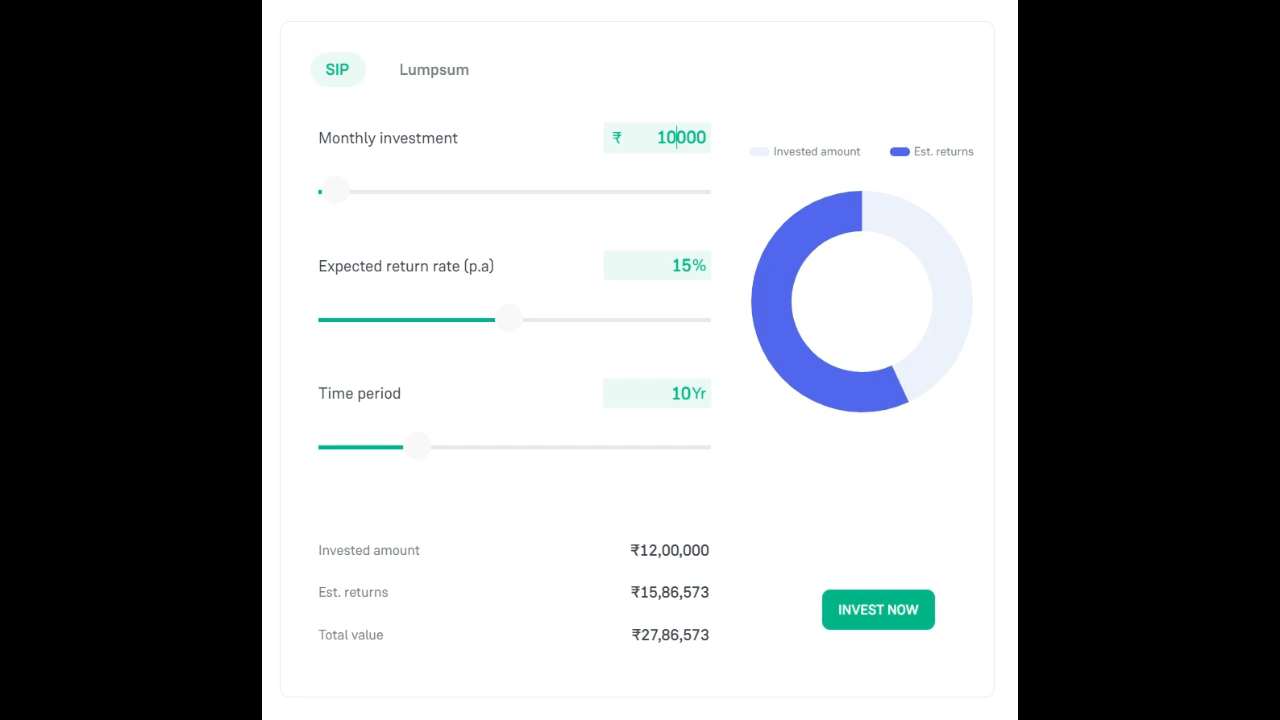 SIP Lumpsum
Monthly investment ₹ 10000
Invested amount Est. returns
Expected return rate (p.a) 15%
Time period 10Yr
Invested amount ₹12,00,000
Est. returns ₹15,86,573
INVEST NOW
Total value ₹27,86,573